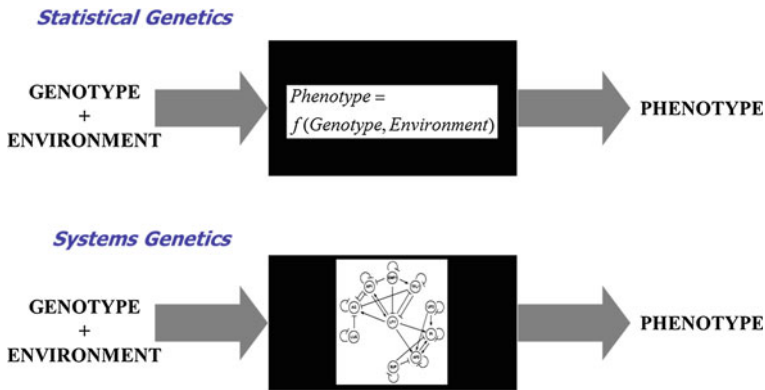 Statistical Genetics
GENOTYPE
+
ENVIRONMENT
Phenotype =
f(Genotype, Environment)
PHENOTYPE
Systems Genetics
GENOTYPE
+
ENVIRONMENT
PHENOTYPE